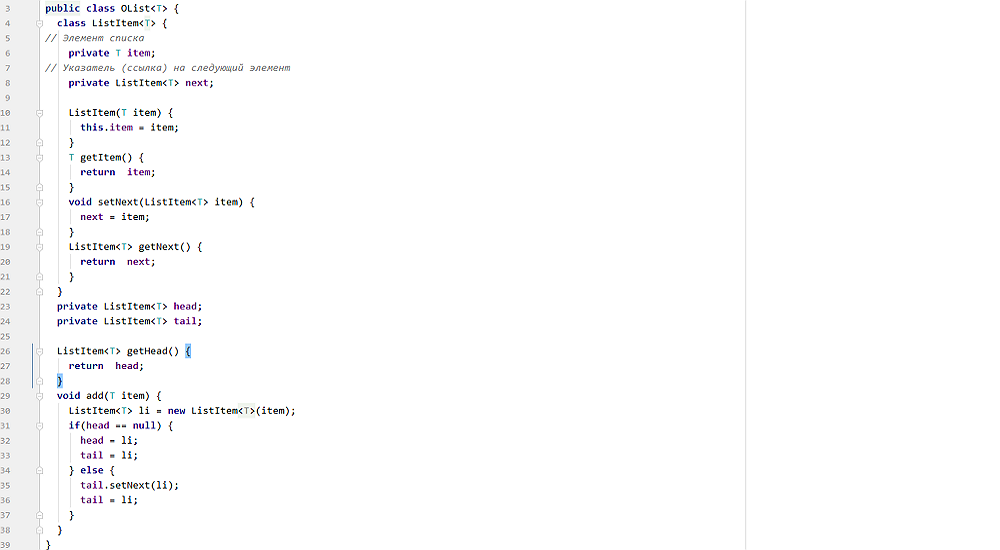 3 public class OList<T> {
4 class ListItem<T> {
5 // Элемент списка
6 private T item;
7 // Указатель (ссылка) на следующий элемент
8 private ListItem<T> next;
9
10 ListItem(T item) {
11 this.item = item;
12 }
13 T getItem() {
14 return  item;
15 }
16 void setNext(ListItem<T> item) {
17 next = item;
18 }
19 ListItem<T> getNext() {
20 return  next;
21 }
22 }
23 private ListItem<T> head;
24 private ListItem<T> tail;
25
26 ListItem<T> getHead() {
27 return  head;
28 }
29 void add(T item) {
30 ListItem<T> li = new ListItem<T>(item);
31 if(head == null) {
32 head = li;
33 tail = li;
34 } else {
35 tail.setNext(li);
36 tail = li;
37 }
38 }
39 }